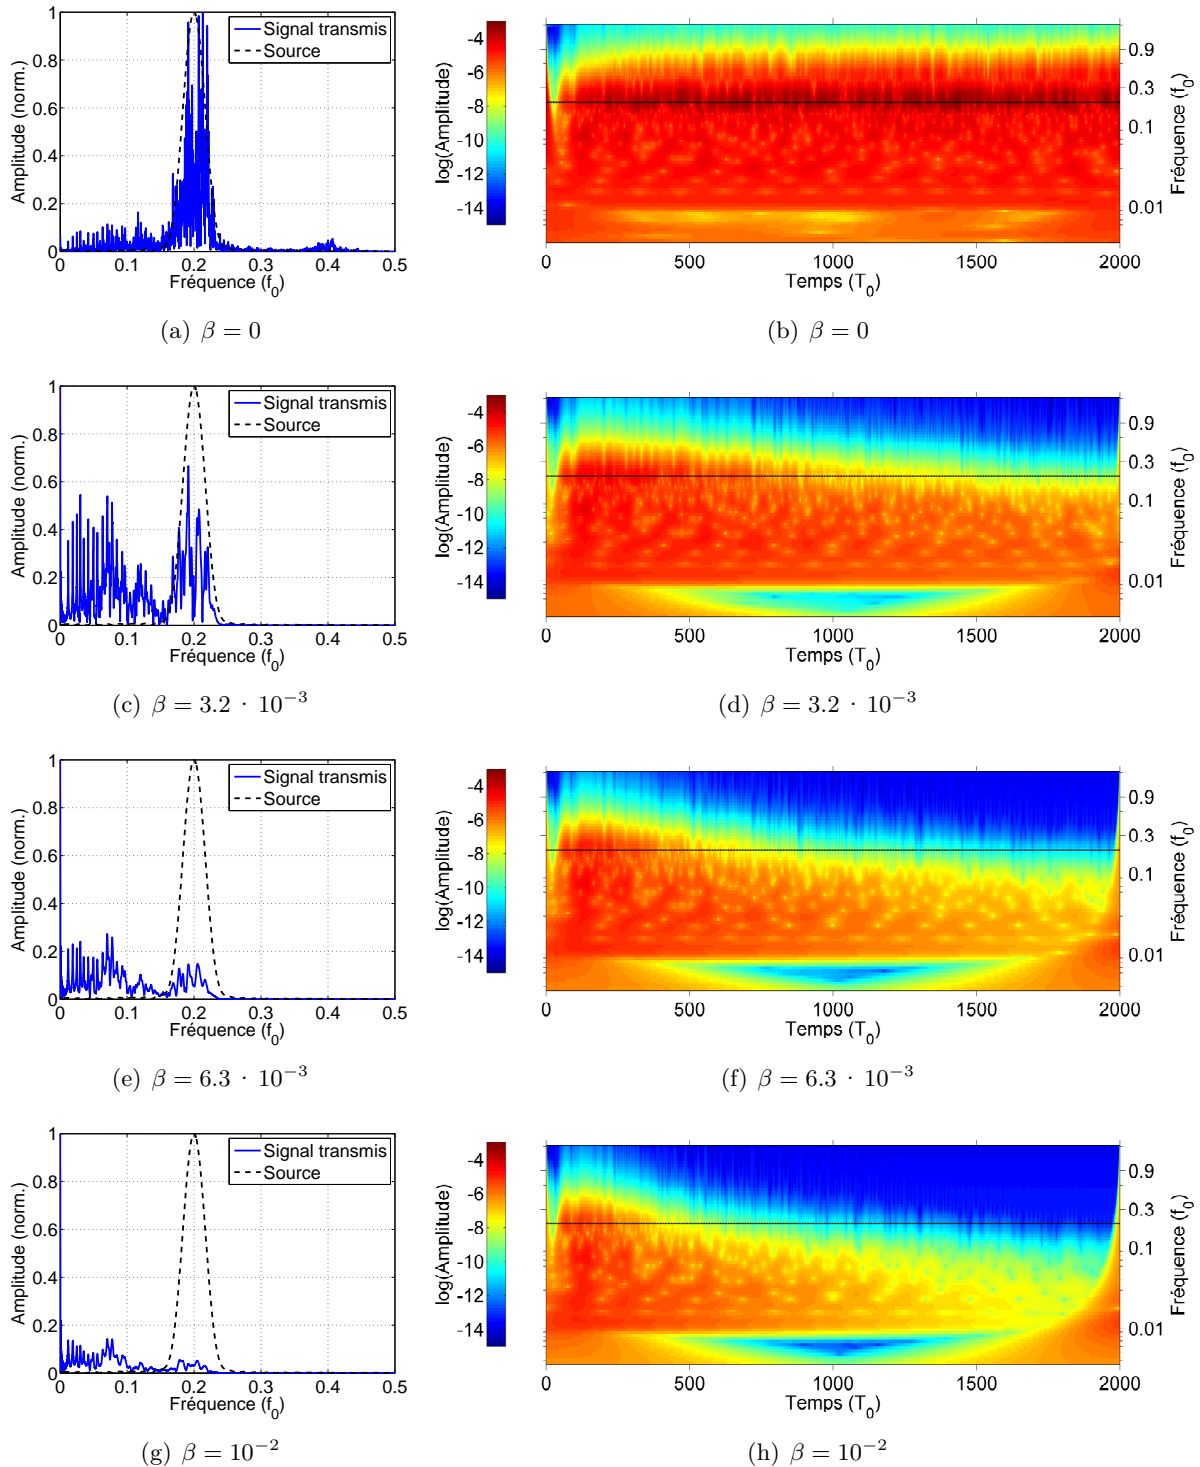 1
0.8
0.6
0.4
0.2
0
Amplitude (norm.)
Signal transmis
Source
0 0.1 0.2 0.3 0.4 0.5
Fréquence (f0)
(a) β = 0
-4
-6
-8
-10
-12
-14
log(Amplitude)
0.9
0.3
0.1
0.01
Fréquence (f0)
0 500 1000 1500 2000
Temps (T0)
(b) β = 0
1
0.8
0.6
0.4
0.2
0
Amplitude (norm.)
Signal transmis
Source
0 0.1 0.2 0.3 0.4 0.5
Fréquence (f0)
(c) β = 3.2 · 10⁻³
-4
-6
-8
-10
-12
-14
log(Amplitude)
0.9
0.3
0.1
0.01
Fréquence (f0)
0 500 1000 1500 2000
Temps (T0)
(d) β = 3.2 · 10⁻³
1
0.8
0.6
0.4
0.2
0
Amplitude (norm.)
Signal transmis
Source
0 0.1 0.2 0.3 0.4 0.5
Fréquence (f0)
(e) β = 6.3 · 10⁻³
-4
-6
-8
-10
-12
-14
log(Amplitude)
0.9
0.3
0.1
0.01
Fréquence (f0)
0 500 1000 1500 2000
Temps (T0)
(f) β = 6.3 · 10⁻³
1
0.8
0.6
0.4
0.2
0
Amplitude (norm.)
Signal transmis
Source
0 0.1 0.2 0.3 0.4 0.5
Fréquence (f0)
(g) β = 10⁻²
-4
-6
-8
-10
-12
-14
log(Amplitude)
0.9
0.3
0.1
0.01
Fréquence (f0)
0 500 1000 1500 2000
Temps (T0)
(h) β = 10⁻²